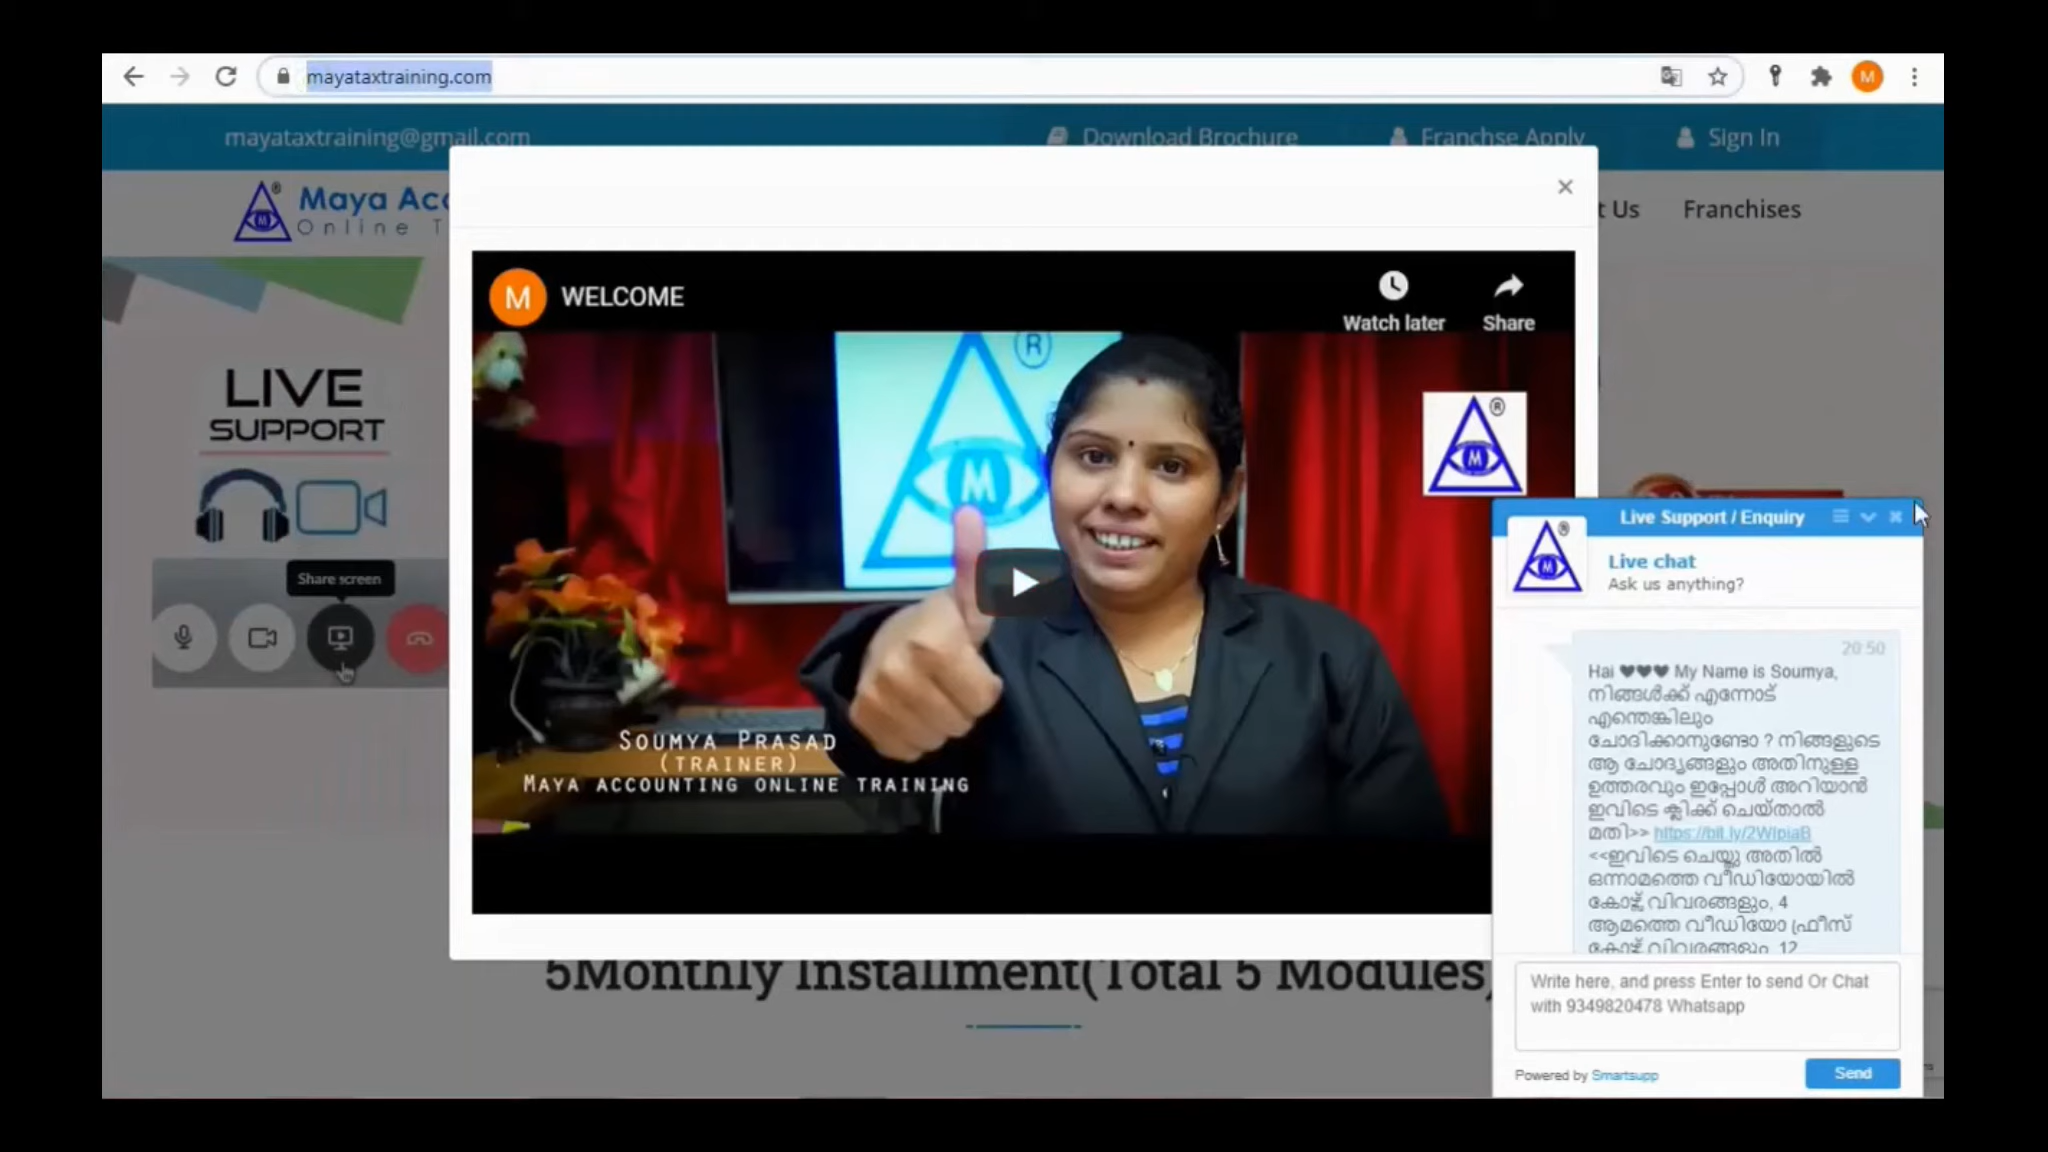 mayataxtraining.com
M
mayataxtraining@gmail.com
Download Brochure
Franchse Apply
Sign In
Maya Acc
Online T
t Us
Franchises
LIVE
SUPPORT
Share screen
M
WELCOME
Watch later
Share
SOUMYA PRASAD
(TRAINER)
MAYA ACCOUNTING ONLINE TRAINING
Live Support / Enquiry
Live chat
Ask us anything?
20:50
Hai ♥♥♥ My Name is Soumya,
നിങ്ങൾക്ക് എന്നോട്
എന്തെങ്കിലും
ചോദിക്കാനുണ്ടോ ? നിങ്ങളുടെ
ആ ചോദ്യങ്ങളും അതിനുള്ള
ഉത്തരവും ഇപ്പോൾ അറിയാൻ
ഇവിടെ ക്ലിക്ക് ചെയ്താൽ
മതി>> https://bit.ly/2WIpiaB
<<ഇവിടെ ചെയ്തു അതിൽ
ഒന്നാമത്തെ വീഡിയോയിൽ
കോഴ്സ് വിവരങ്ങളും, 4
ആമത്തെ വീഡിയോ ഫ്രീസ്
കോഴ്സ് വിവരങ്ങളും, 12
Write here, and press Enter to send Or Chat
with 9349820478 Whatsapp
Powered by Smartsupp
Send
5Monthly Installment(Total 5 Modules)